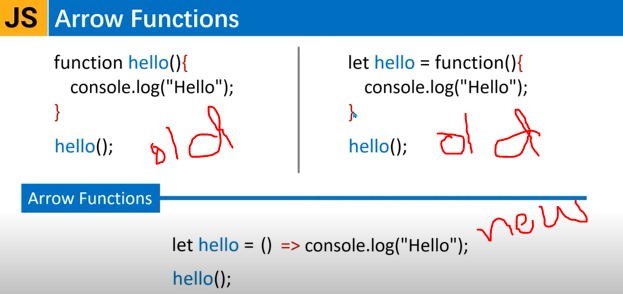 JS Arrow Functions
function hello(){
console.log("Hello");
}
hello();
old
let hello = function(){
console.log("Hello");
}
hello();
old
Arrow Functions
let hello = () => console.log("Hello");
hello();
new